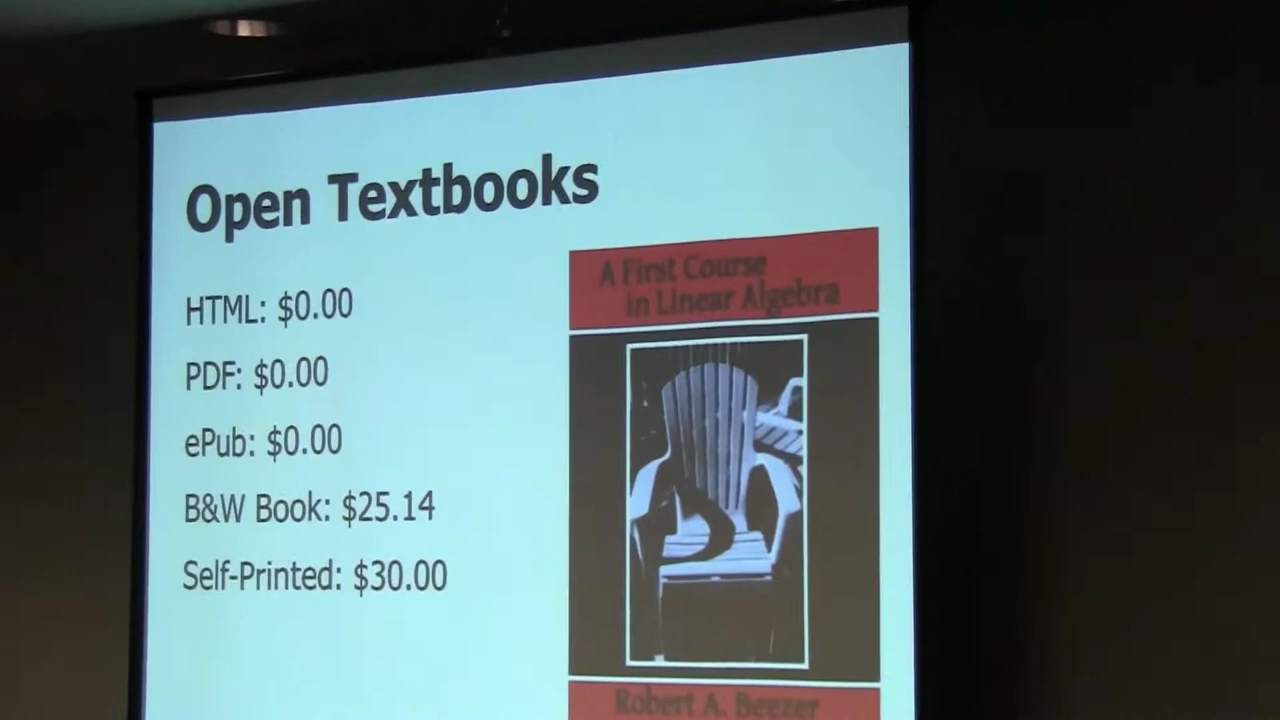 Open Textbooks
HTML: $0.00
PDF: $0.00
ePub: $0.00
B&W Book: $25.14
Self-Printed: $30.00
A First Course
in Linear Algebra
Robert A. Beezer